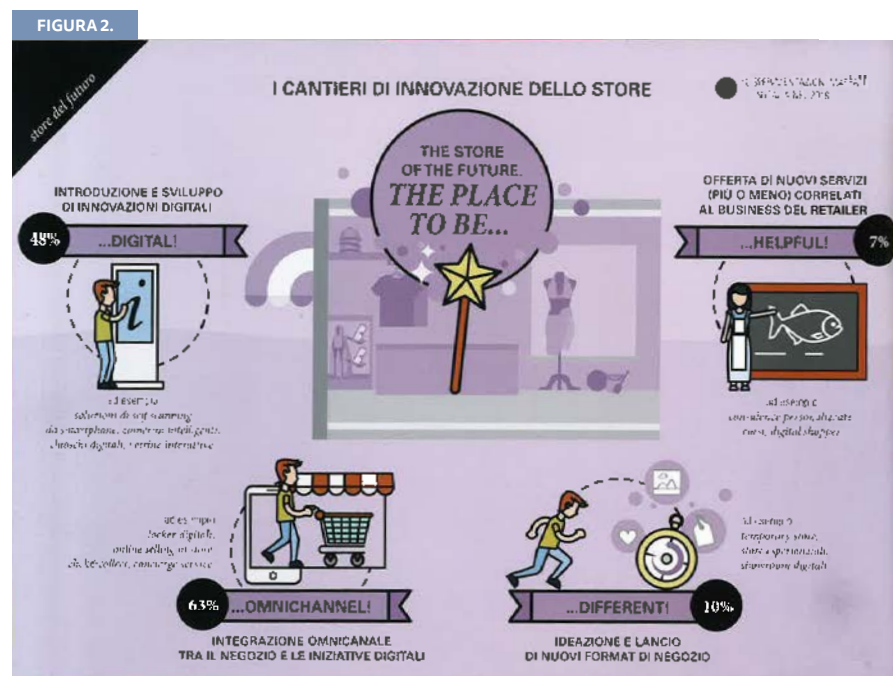 FIGURA 2.
store del futuro
I CANTIERI DI INNOVAZIONE DELLO STORE
THE STORE
OF THE FUTURE.
THE PLACE
TO BE...
INTRODUZIONE E SVILUPPO
DI INNOVAZIONI DIGITALI
48%
...DIGITAL!
i
ad esempio
soluzioni di self scanning
da smartphone, camerini intelligenti,
chioschi digitali, vetrine interattive
OFFERTA DI NUOVI SERVIZI
(PIÙ O MENO) CORRELATI
AL BUSINESS DEL RETAILER
...HELPFUL!
7%
ad esempio
consulenze personalizzate
corsi, digital shopper
ad esempio
locker digitali,
online selling in store
click&collect, concierge service
63%
...OMNICHANNEL!
INTEGRAZIONE OMNICANALE
TRA IL NEGOZIO E LE INIZIATIVE DIGITALI
ad esempio
temporary store,
store esperienziali,
showroom digitali
...DIFFERENT!
10%
IDEAZIONE E LANCIO
DI NUOVI FORMAT DI NEGOZIO